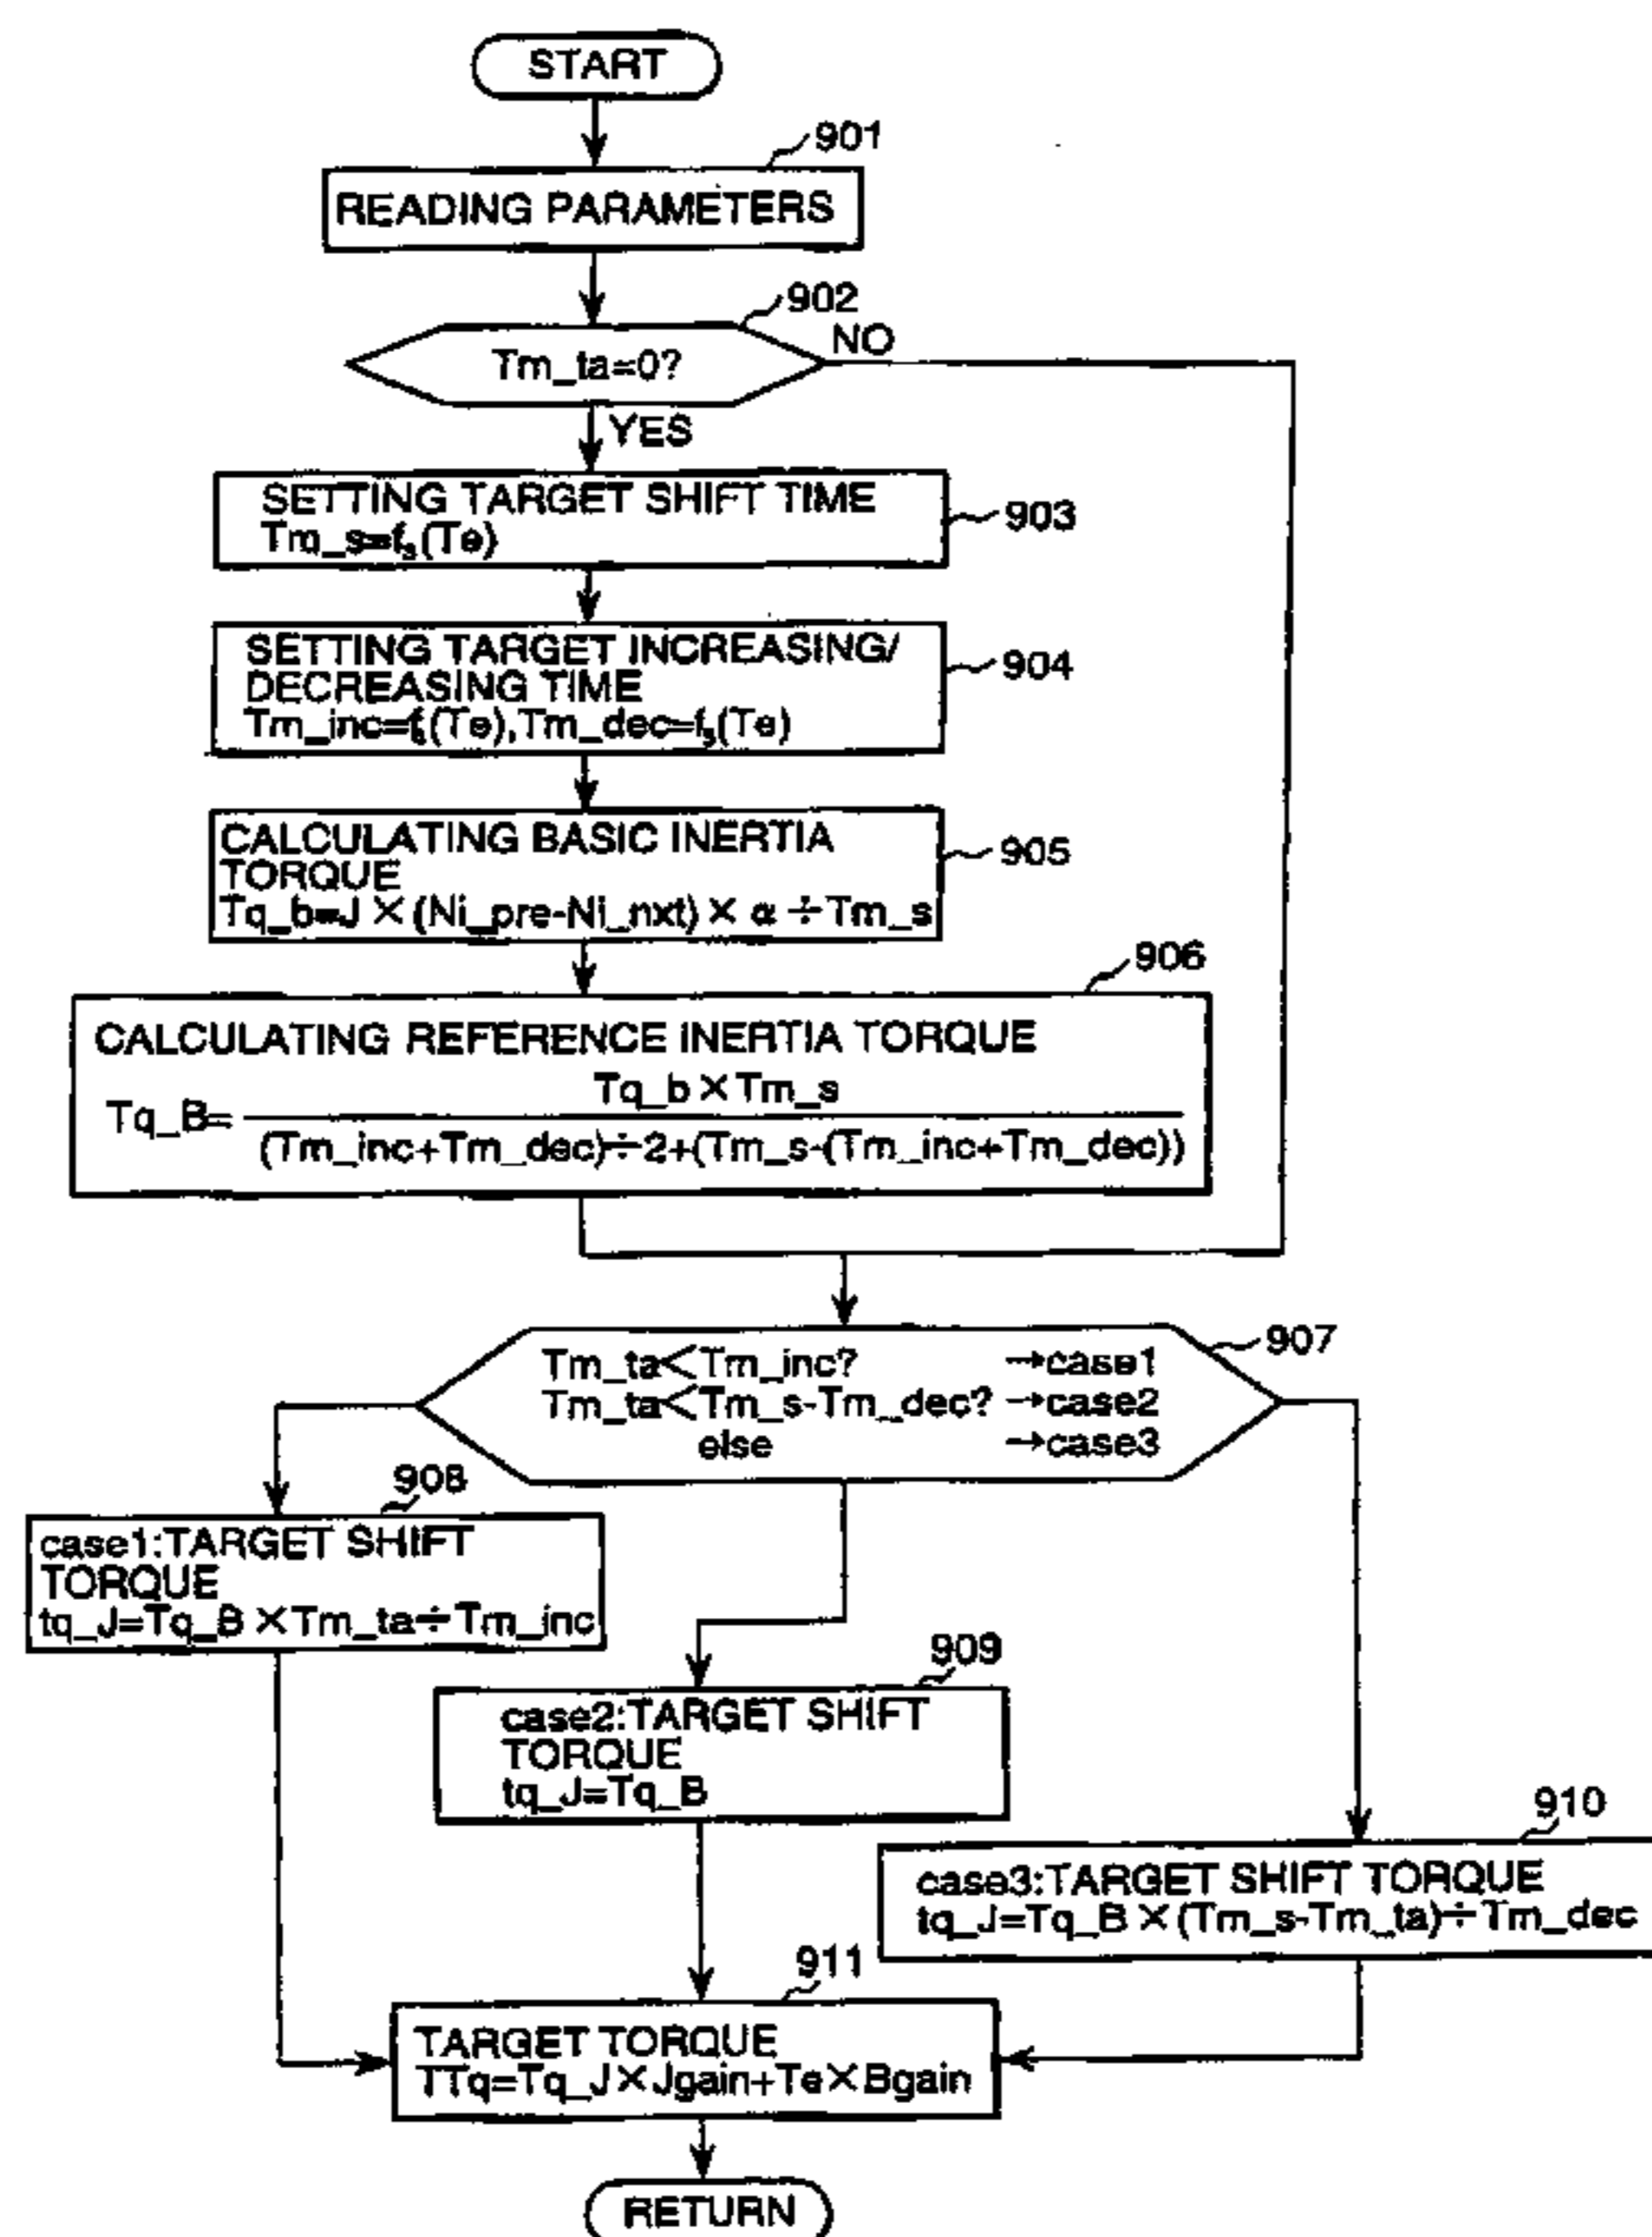 START
901
READING PARAMETERS
902
Tm_ta=0?
NO
YES
SETTING TARGET SHIFT TIME
Tm_s=fs(Te)
903
SETTING TARGET INCREASING/
DECREASING TIME
Tm_inc=fs(Te),Tm_dec=fs(Te)
904
CALCULATING BASIC INERTIA
TORQUE
Tq_b=J×(Ni_pre-Ni_nxt)×α÷Tm_s
905
906
CALCULATING REFERENCE INERTIA TORQUE
Tq_b×Tm_s
Tq_B=
(Tm_inc+Tm_dec)÷2+(Tm_s-(Tm_inc+Tm_dec))
907
Tm_ta<Tm_inc? →case1
Tm_ta<Tm_s-Tm_dec? →case2
else →case3
908
case1:TARGET SHIFT
TORQUE
tq_J=Tq_B×Tm_ta÷Tm_inc
909
case2:TARGET SHIFT
TORQUE
tq_J=Tq_B
910
case3:TARGET SHIFT TORQUE
tq_J=Tq_B×(Tm_s-Tm_ta)÷Tm_dec
911
TARGET TORQUE
TTq=Tq_J×Jgain+Te×Bgain
RETURN